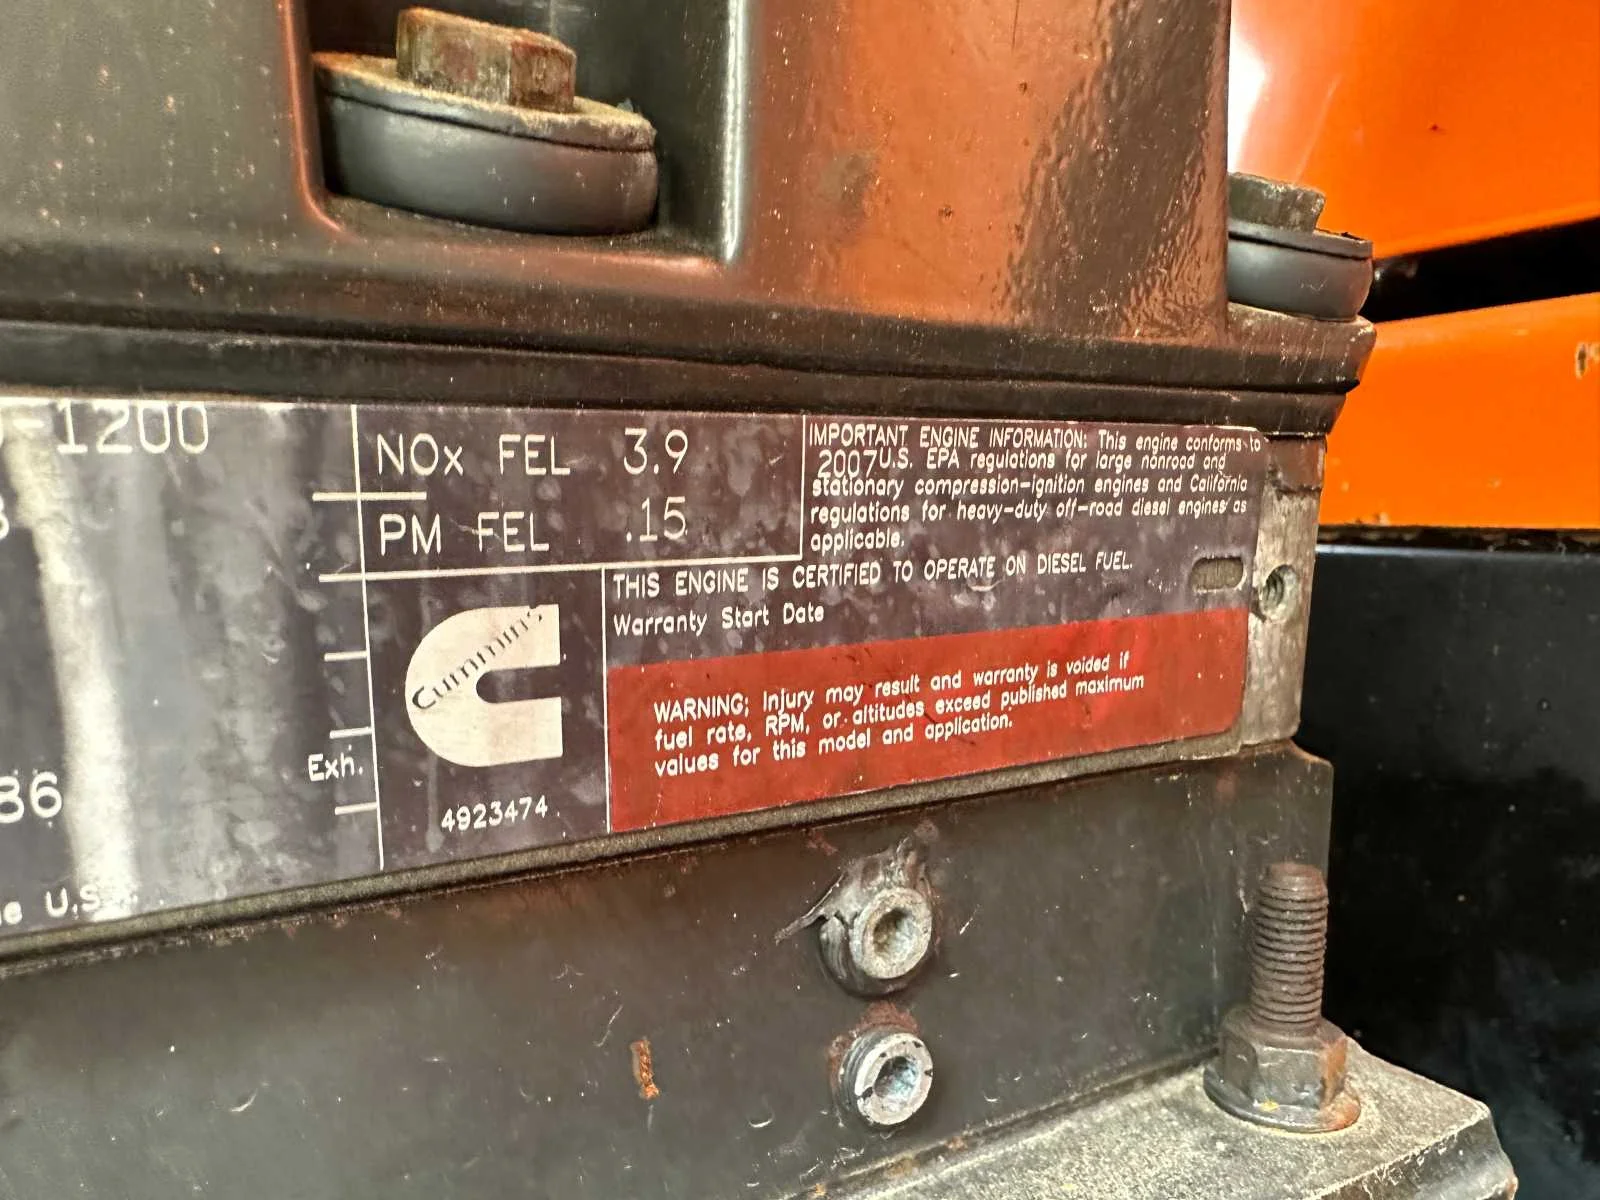 -1200
NOx FEL 3.9
PM FEL .15
IMPORTANT ENGINE INFORMATION: This engine conforms to
2007 U.S. EPA regulations for large nonroad and
stationary compression-ignition engines and California
regulations for heavy-duty off-road diesel engines as
applicable.
THIS ENGINE IS CERTIFIED TO OPERATE ON DIESEL FUEL.
Warranty Start Date
Cummins
WARNING: Injury may result and warranty is voided if
fuel rate, RPM, or altitudes exceed published maximum
values for this model and application.
86
Exh.
4923474
U.S.